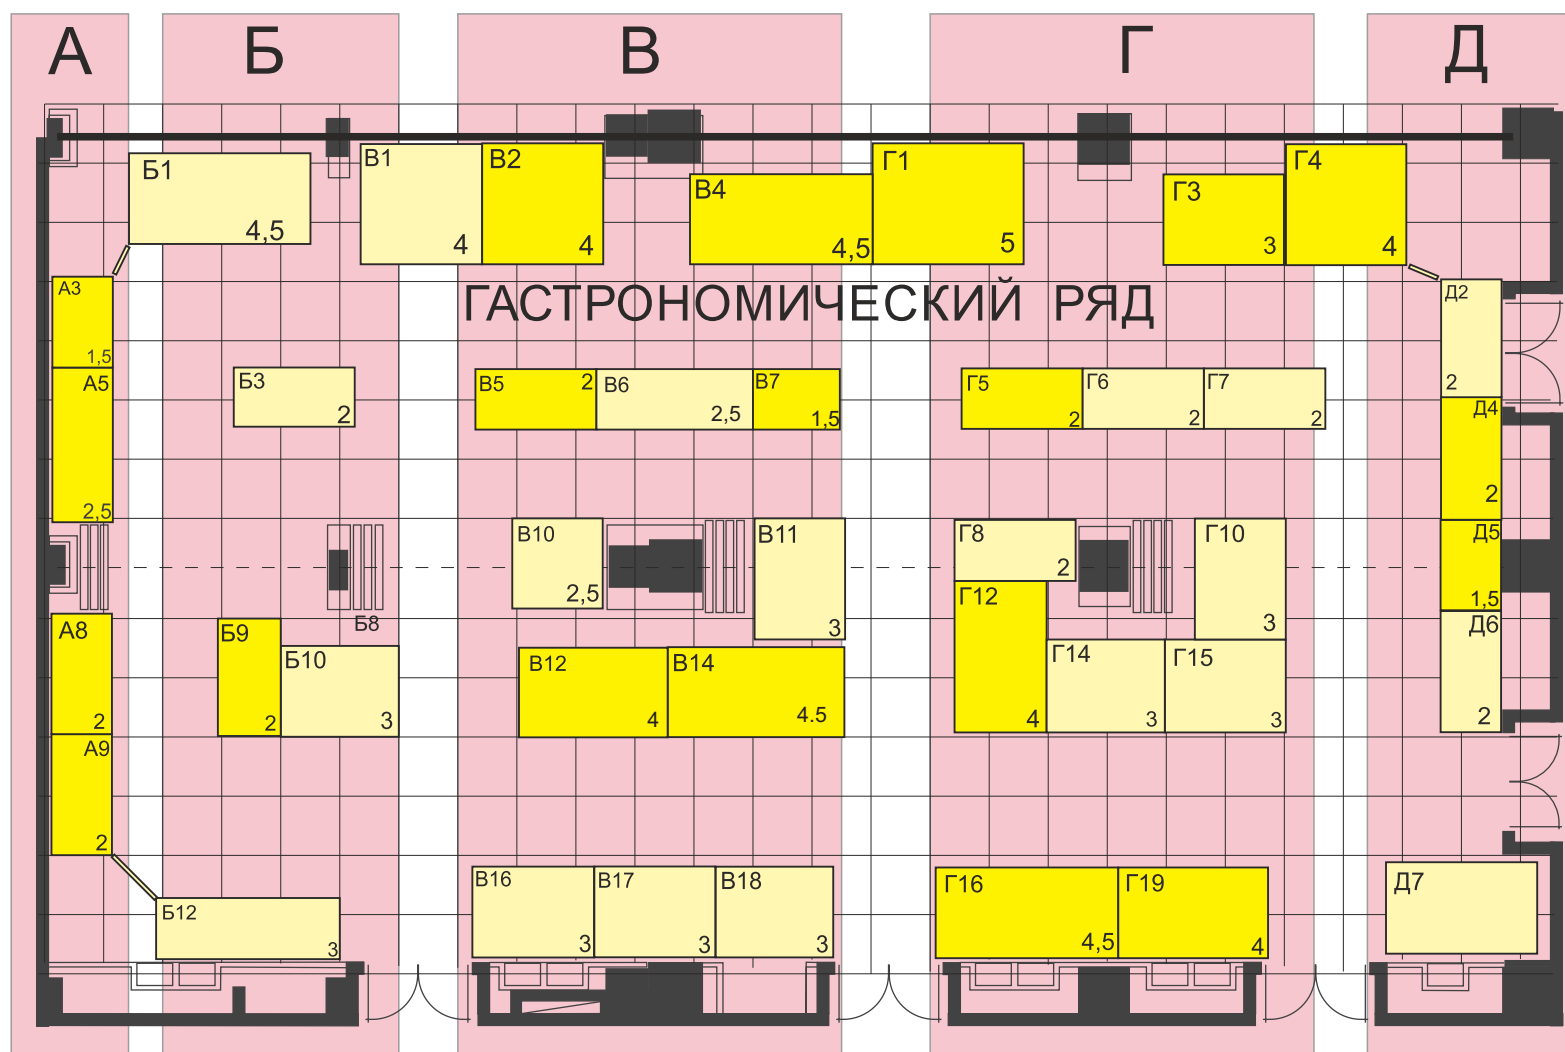 А Б В Г Д
Б1 4,5
В1 4
В2 4
В4 4,5
Г1 5
Г3 3
Г4 4
ГАСТРОНОМИЧЕСКИЙ РЯД
А3 1,5
Д2 2
А5 2,5
Б3 2
В5 2
В6 2,5
В7 1,5
Г5 2
Г6 2
Г7 2
Д4 2
В10 2,5
В11 3
Г8 2
Г10 3
Д5 1,5
А8 2
Б8
Б9 2
Б10 3
В12 4
В14 4.5
Г12 4
Г14 3
Г15 3
Д6 2
А9 2
Б12 3
В16 3
В17 3
В18 3
Г16 4,5
Г19 4
Д7